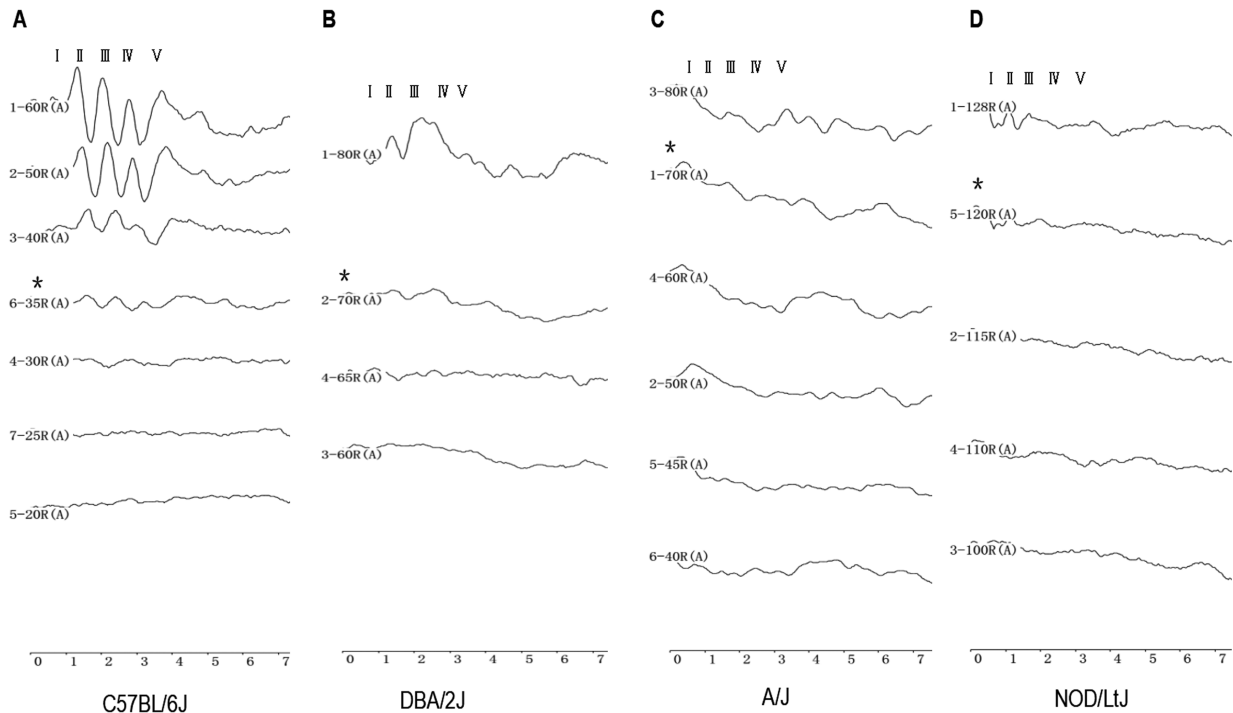 A
Ⅰ Ⅱ Ⅲ Ⅳ Ⅴ
1-60R(A)
2-50R(A)
3-40R(A)
*
6-35R(A)
4-30R(A)
7-25R(A)
5-20R(A)
0 1 2 3 4 5 6 7
C57BL/6J
B
Ⅰ Ⅱ Ⅲ Ⅳ Ⅴ
1-80R(A)
*
2-70R(A)
4-65R(A)
3-60R(A)
0 1 2 3 4 5 6 7
DBA/2J
C
Ⅰ Ⅱ Ⅲ Ⅳ Ⅴ
3-80R(A)
*
1-70R(A)
4-60R(A)
2-50R(A)
5-45R(A)
6-40R(A)
0 1 2 3 4 5 6 7
A/J
D
Ⅰ Ⅱ Ⅲ Ⅳ Ⅴ
1-128R(A)
*
5-120R(A)
2-115R(A)
4-110R(A)
3-100R(A)
0 1 2 3 4 5 6 7
NOD/LtJ